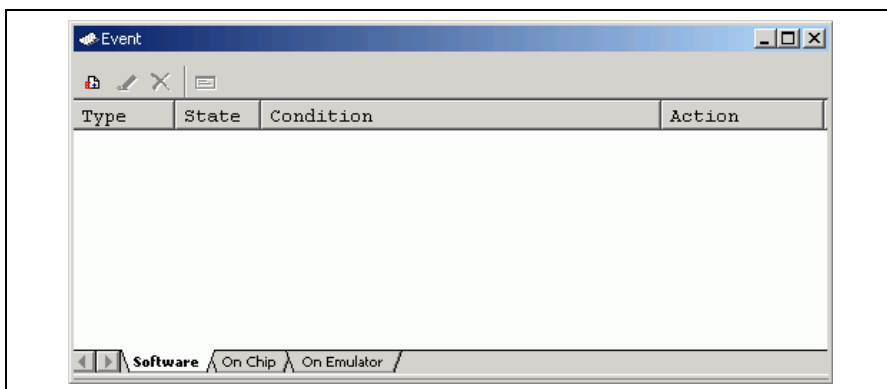 Event
Type State Condition Action
Software On Chip On Emulator